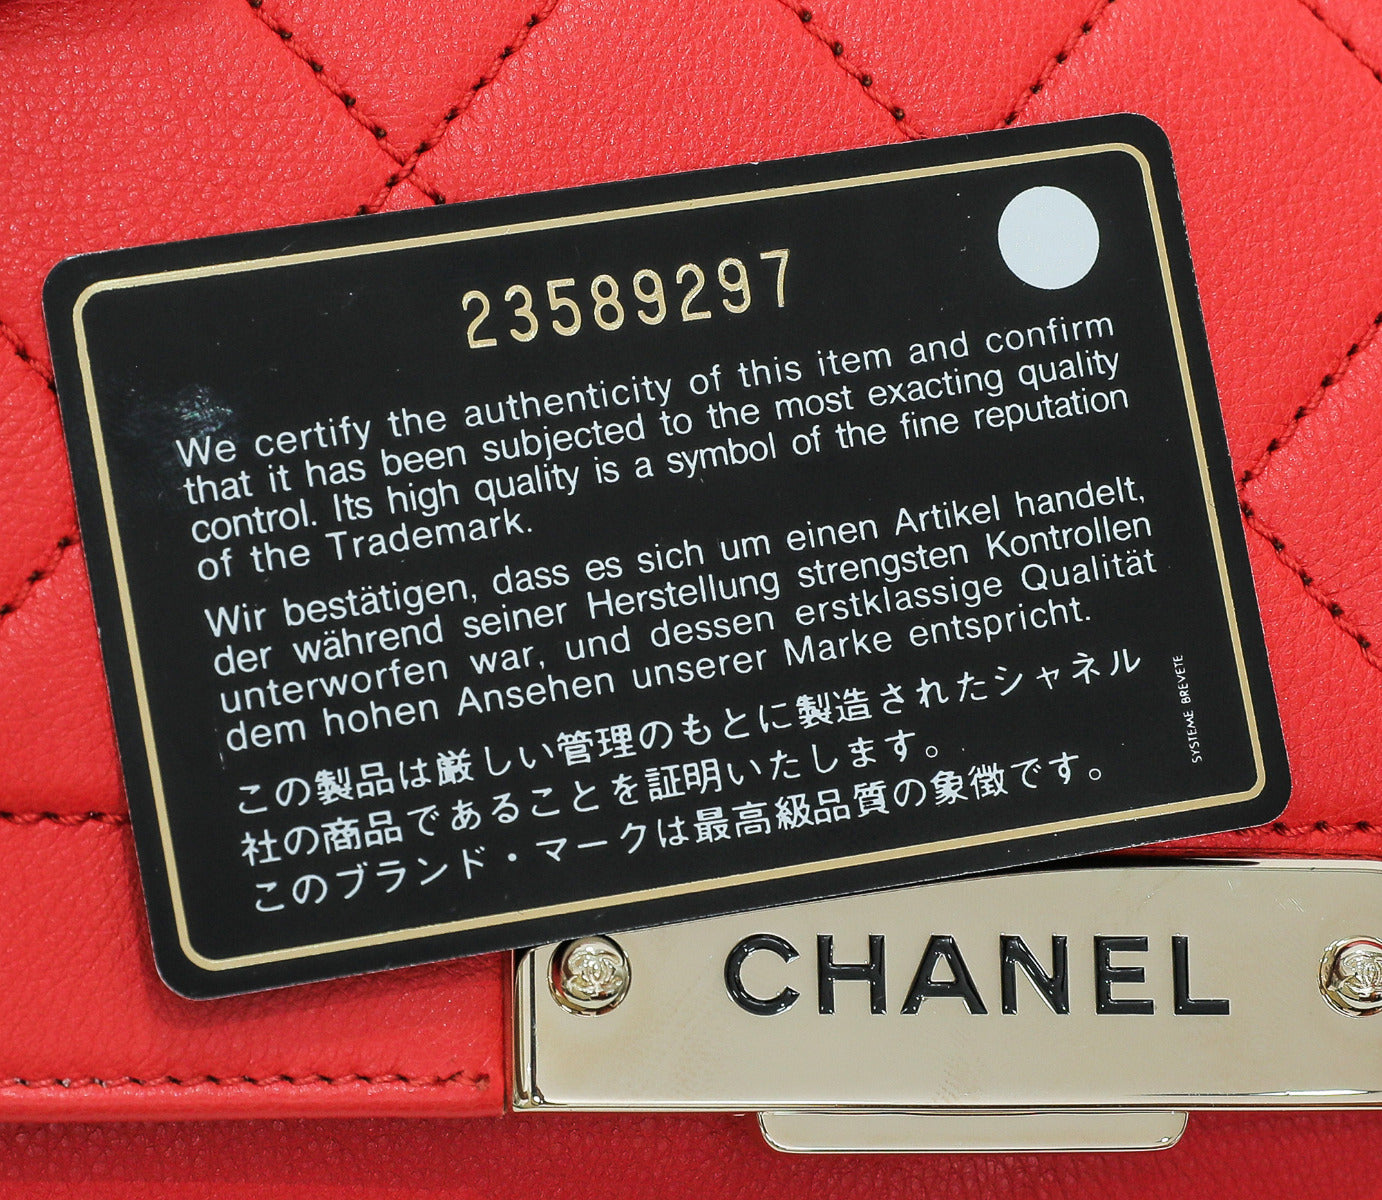 23589297
We certify the authenticity of this item and confirm
that it has been subjected to the most exacting quality
control. Its high quality is a symbol of the fine reputation
of the Trademark.
Wir bestätigen, dass es sich um einen Artikel handelt,
der während seiner Herstellung strengsten Kontrollen
unterworfen war, und dessen erstklassige Qualität
dem hohen Ansehen unserer Marke entspricht.
この製品は厳しい管理のもとに製造されたシャネル
社の商品であることを証明いたします。
このブランド・マークは最高級品質の象徴です。
SYSTEME BREVETE
CHANEL